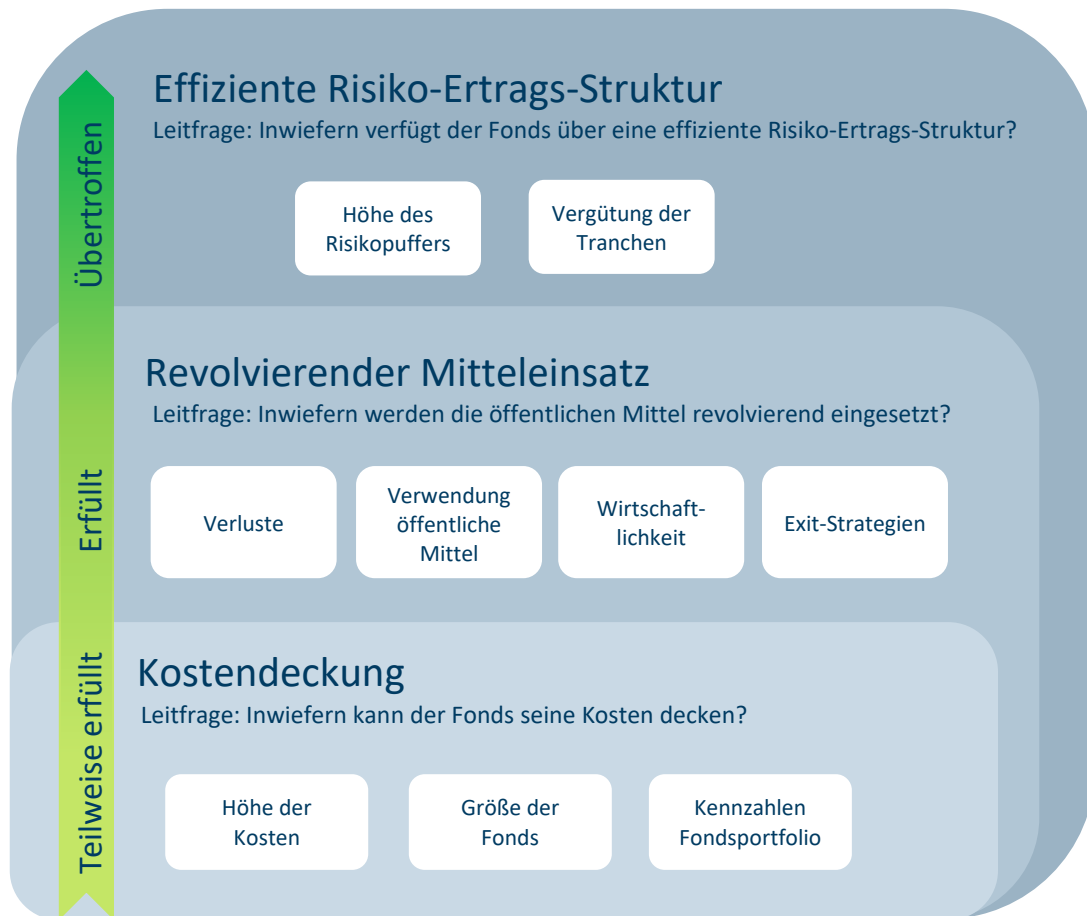 Effiziente Risiko-Ertrags-Struktur
Leitfrage: Inwiefern verfügt der Fonds über eine effiziente Risiko-Ertrags-Struktur?
Höhe des
Risikopuffers
Vergütung der
Tranchen
Übertroffen
Revolvierender Mitteleinsatz
Leitfrage: Inwiefern werden die öffentlichen Mittel revolvierend eingesetzt?
Verluste
Verwendung
öffentliche
Mittel
Wirtschaft-
lichkeit
Exit-Strategien
Erfüllt
Kostendeckung
Leitfrage: Inwiefern kann der Fonds seine Kosten decken?
Höhe der
Kosten
Größe der
Fonds
Kennzahlen
Fondsportfolio
Teilweise erfüllt